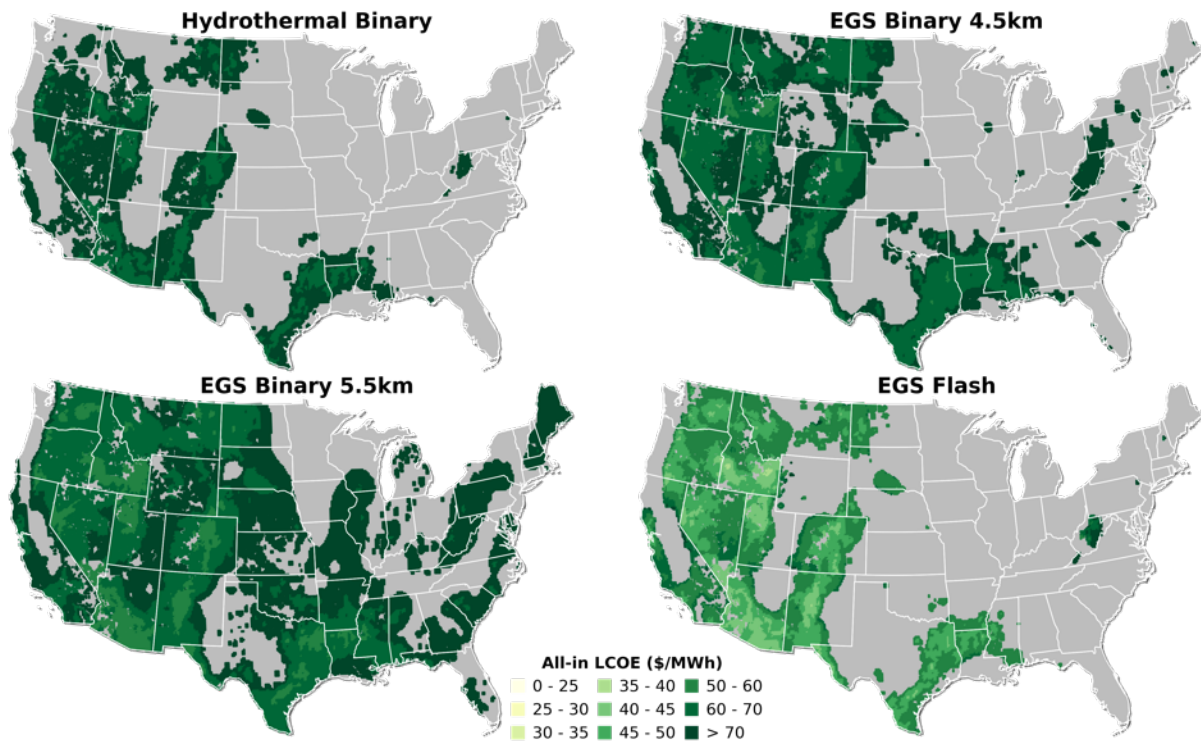 Hydrothermal Binary
EGS Binary 4.5km
EGS Binary 5.5km
EGS Flash
All-in LCOE ($/MWh)
0 - 25 35 - 40 50 - 60
25 - 30 40 - 45 60 - 70
30 - 35 45 - 50 > 70